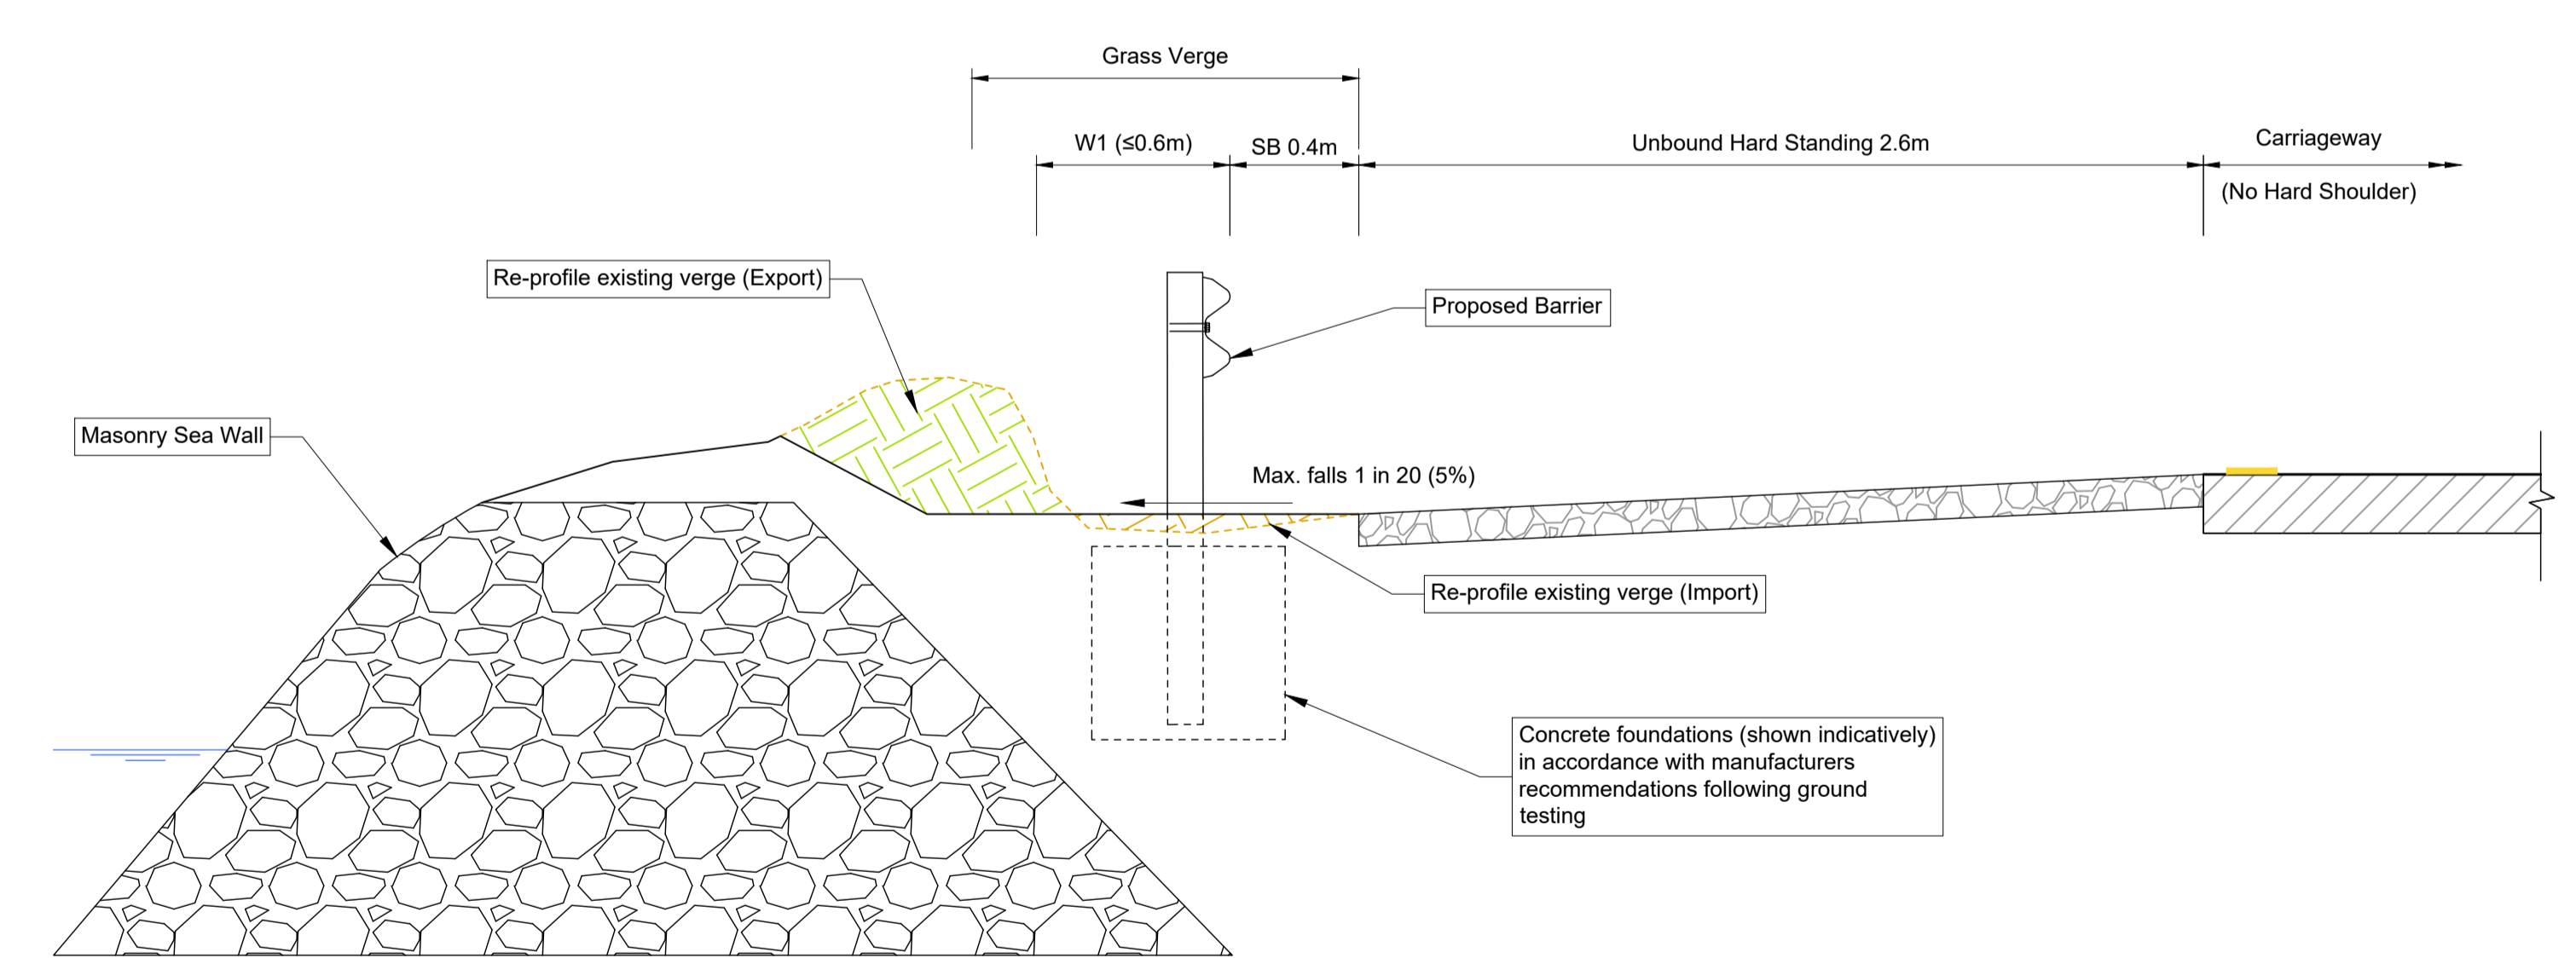 Grass Verge
W1 (≤0.6m)
SB 0.4m
Unbound Hard Standing 2.6m
Carriageway
(No Hard Shoulder)
Re-profile existing verge (Export)
Proposed Barrier
Masonry Sea Wall
Max. falls 1 in 20 (5%)
Re-profile existing verge (Import)
Concrete foundations (shown indicatively)
in accordance with manufacturers
recommendations following ground
testing